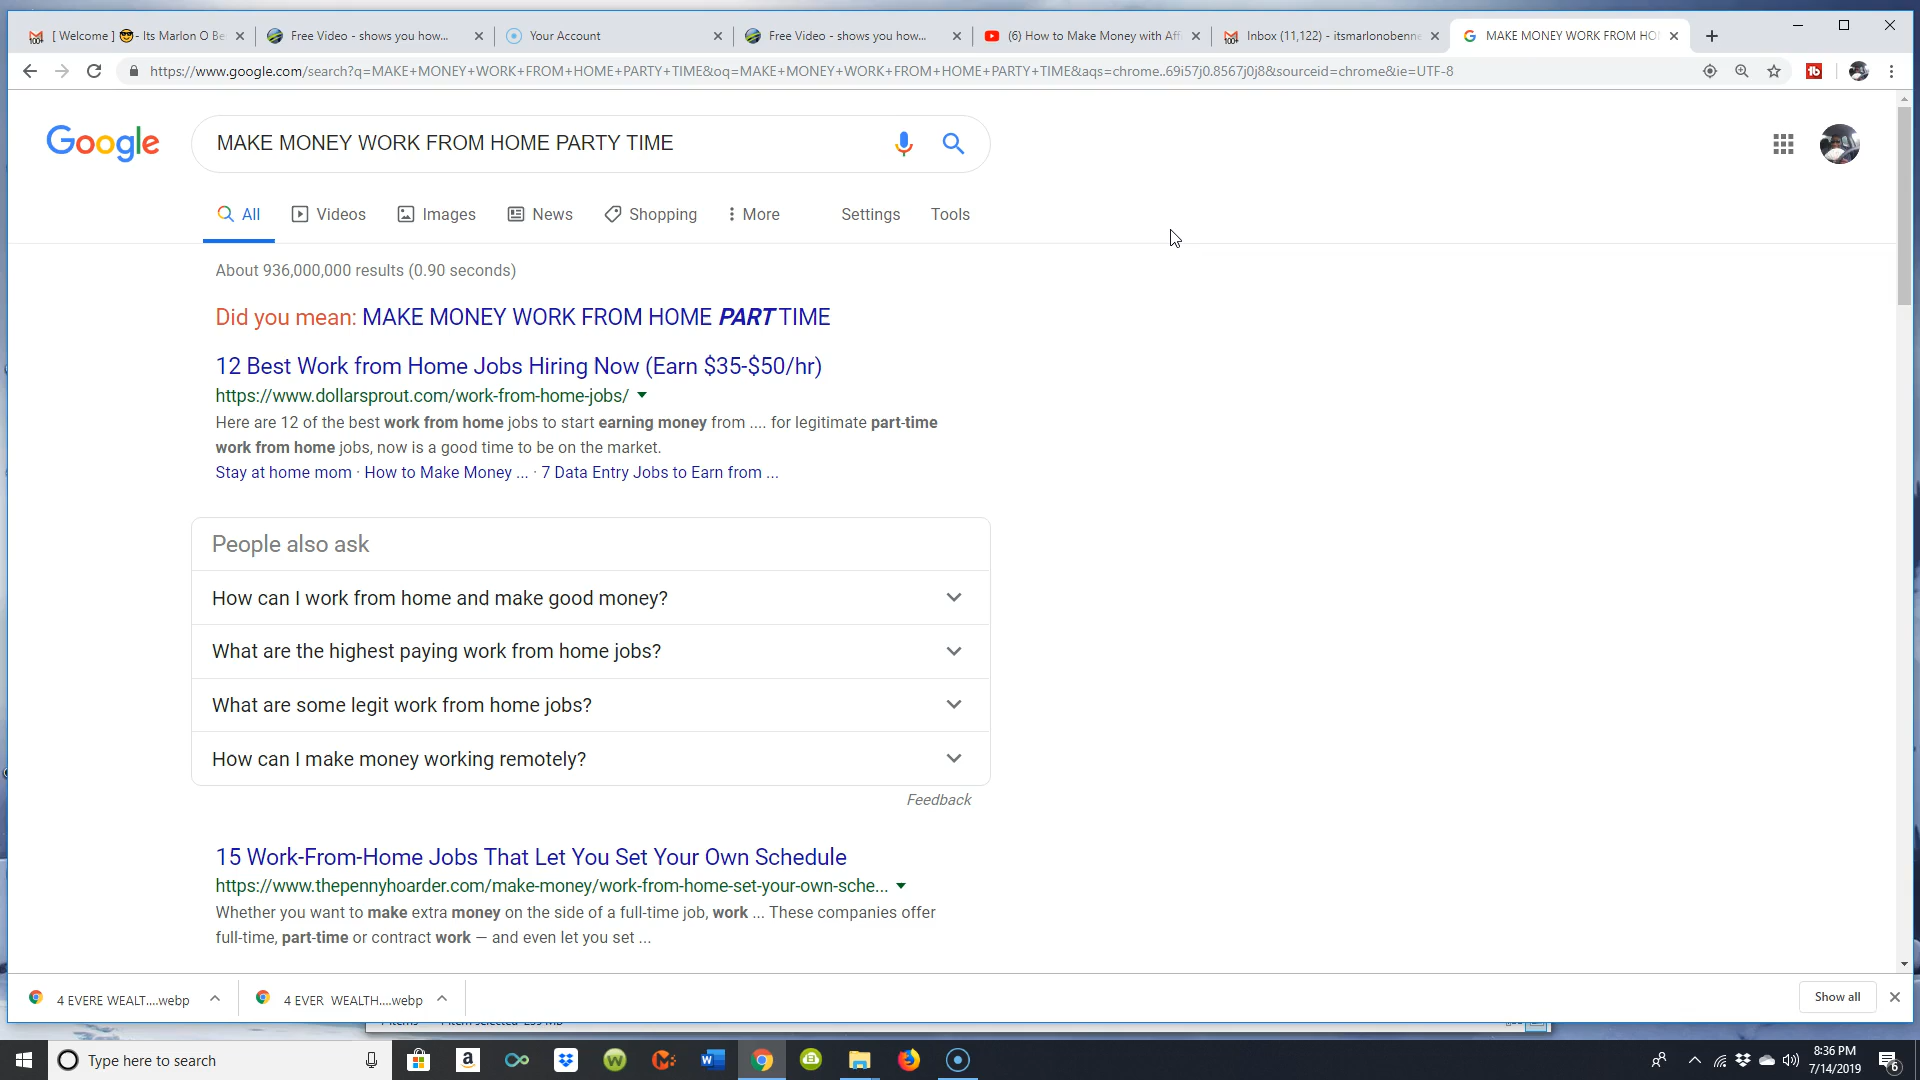 [ Welcome ] 😎 - Its Marlon O Be
Free Video - shows you how...
Your Account
Free Video - shows you how...
(6) How to Make Money with Aff
Inbox (11,122) - itsmarlonobenne
MAKE MONEY WORK FROM HO
https://www.google.com/search?q=MAKE+MONEY+WORK+FROM+HOME+PARTY+TIME&oq=MAKE+MONEY+WORK+FROM+HOME+PARTY+TIME&aqs=chrome..69i57j0.8567j0j8&sourceid=chrome&ie=UTF-8
Google
MAKE MONEY WORK FROM HOME PARTY TIME
All
Videos
Images
News
Shopping
More
Settings
Tools
About 936,000,000 results (0.90 seconds)
Did you mean: MAKE MONEY WORK FROM HOME PART TIME
12 Best Work from Home Jobs Hiring Now (Earn $35-$50/hr)
https://www.dollarsprout.com/work-from-home-jobs/
Here are 12 of the best work from home jobs to start earning money from .... for legitimate part-time
work from home jobs, now is a good time to be on the market.
Stay at home mom · How to Make Money ... · 7 Data Entry Jobs to Earn from ...
People also ask
How can I work from home and make good money?
What are the highest paying work from home jobs?
What are some legit work from home jobs?
How can I make money working remotely?
Feedback
15 Work-From-Home Jobs That Let You Set Your Own Schedule
https://www.thepennyhoarder.com/make-money/work-from-home-set-your-own-sche...
Whether you want to make extra money on the side of a full-time job, work ... These companies offer
full-time, part-time or contract work — and even let you set ...
4 EVERE WEALT....webp
4 EVER WEALTH....webp
Show all
Type here to search
8:36 PM
7/14/2019
6